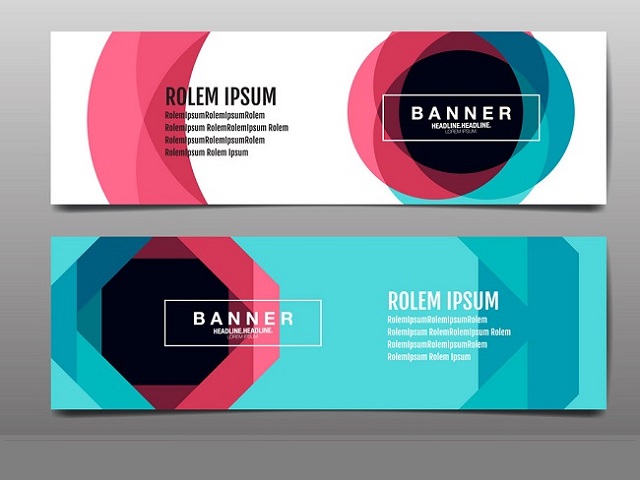 ROLEM IPSUM
RolemIpsumRolemIpsumRolem
RolemIpsum RolemRolemIpsum Rolem
RolemIpsumRolemIpsumRolem
RolemIpsum Rolem Ipsum
BANNER
HEADLINE.HEADLINE.
LOREM IPSUM
BANNER
HEADLINE.HEADLINE.
LOREM IPSUM
ROLEM IPSUM
RolemIpsumRolemIpsumRolem
RolemIpsum RolemRolemIpsum Rolem
RolemIpsumRolemIpsumRolem
RolemIpsum Rolem Ipsum